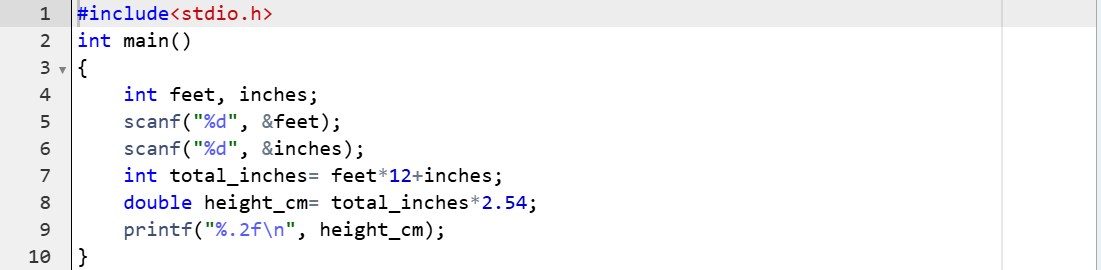 1 #include<stdio.h>
2 int main()
3 {
4     int feet, inches;
5     scanf("%d", &feet);
6     scanf("%d", &inches);
7     int total_inches= feet*12+inches;
8     double height_cm= total_inches*2.54;
9     printf("%.2f\n", height_cm);
10 }